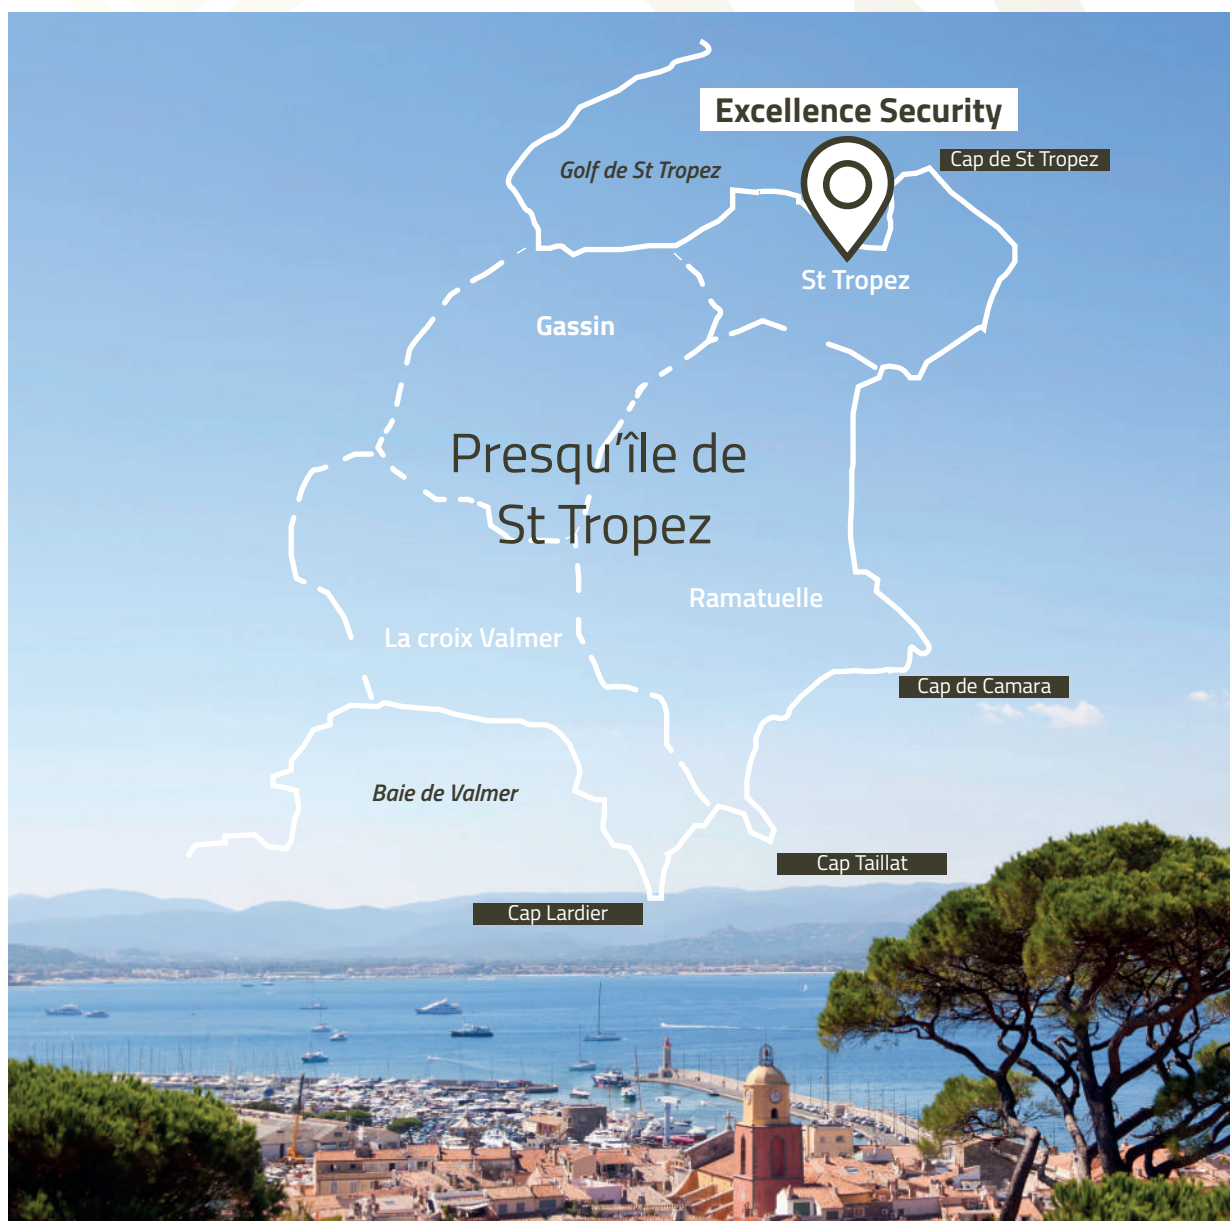 Excellence Security
Cap de St Tropez
Golf de St Tropez
St Tropez
Gassin
Presqu'île de
St Tropez
Ramatuelle
La croix Valmer
Cap de Camara
Baie de Valmer
Cap Taillat
Cap Lardier